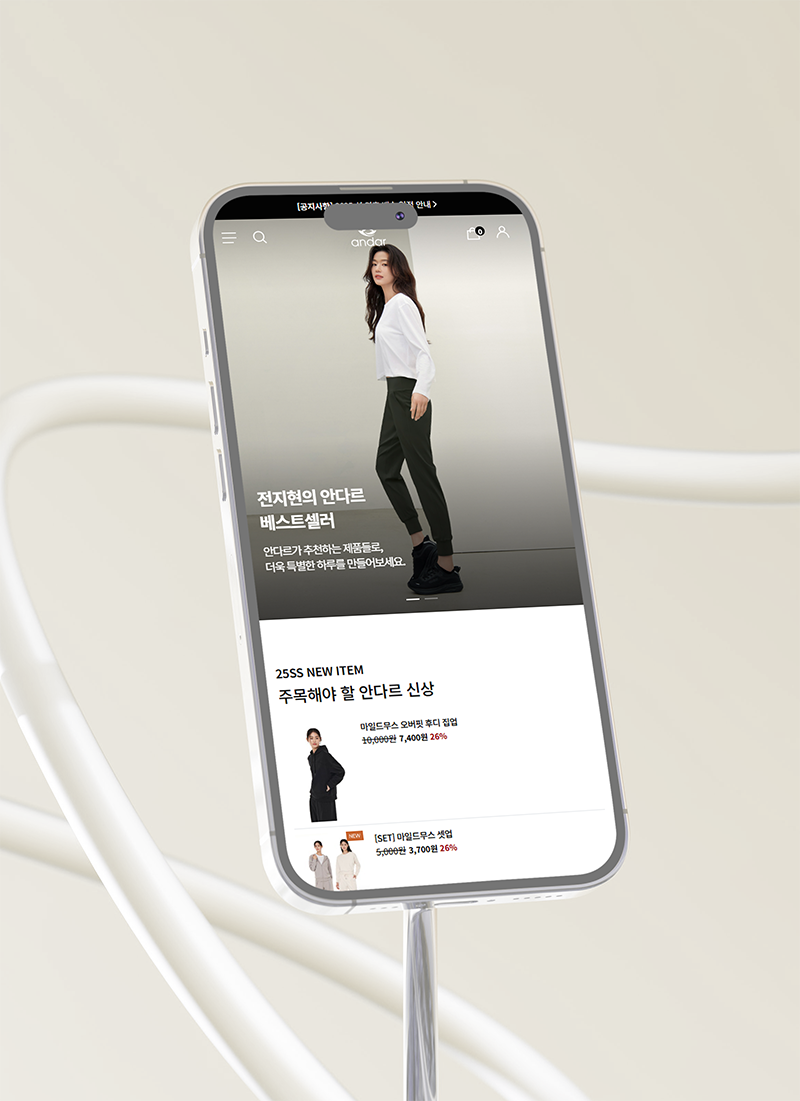 [공지사항] 안내 >
andar
0
전지현의 안다르
베스트셀러
안다르가 추천하는 제품들로,
더욱 특별한 하루를 만들어보세요.
25SS NEW ITEM
주목해야 할 안다르 신상
마일드무스 오버핏 후디 집업
10,000원 7,400원 26%
NEW
[SET] 마일드무스 셋업
5,000원 3,700원 26%